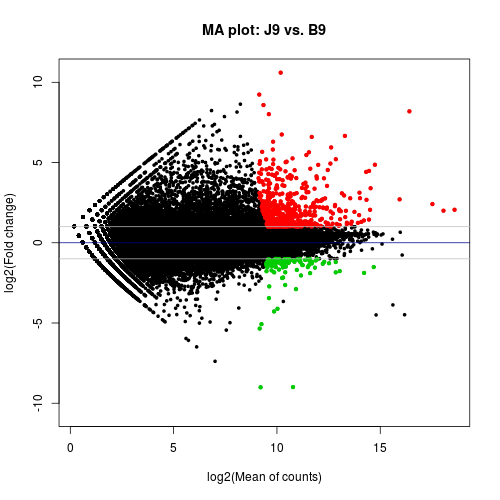 MA plot: J9 vs. B9
log2(Fold change)
10
5
0
-5
-10
0 5 10 15
log2(Mean of counts)